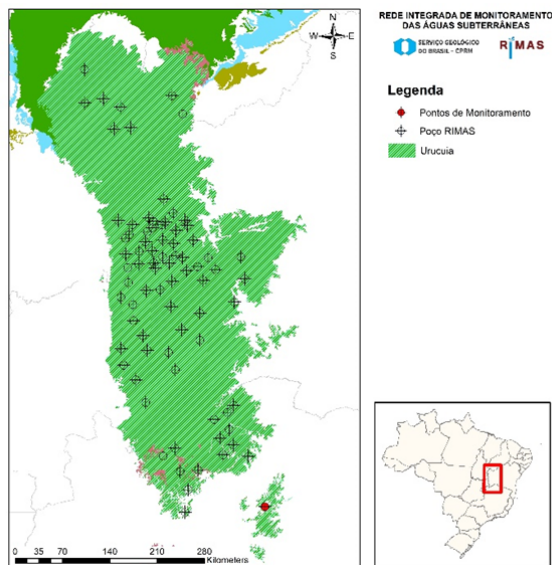 REDE INTEGRADA DE MONITORAMENTO
DAS ÁGUAS SUBTERRÂNEAS
SERVIÇO GEOLÓGICO
DO BRASIL - CPRM
RIMAS
N
W E
S
Legenda
Pontos de Monitoramento
Poço RIMAS
Urucuia
0 35 70 140 210 280
Kilometers